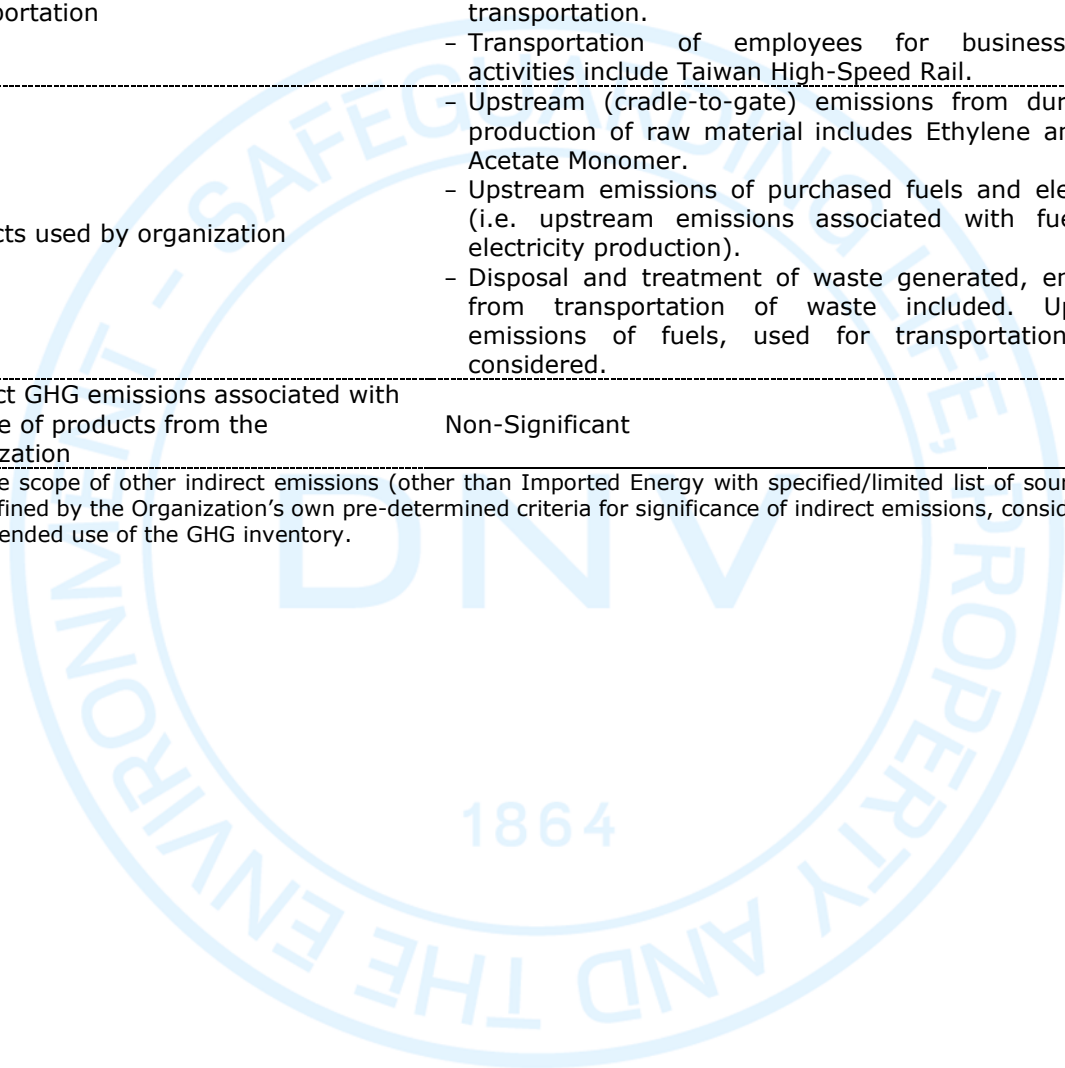 portation
transportation.
– Transportation of employees for business
activities include Taiwan High-Speed Rail.
– Upstream (cradle-to-gate) emissions from dur
production of raw material includes Ethylene ar
Acetate Monomer.
– Upstream emissions of purchased fuels and ele
cts used by organization
(i.e. upstream emissions associated with fue
electricity production).
– Disposal and treatment of waste generated, er
from transportation of waste included. Up
emissions of fuels, used for transportation
considered.
ct GHG emissions associated with
e of products from the
zation
Non-Significant
e scope of other indirect emissions (other than Imported Energy with specified/limited list of sour
fined by the Organization's own pre-determined criteria for significance of indirect emissions, consid
ended use of the GHG inventory.
SAFEGUARDING LIFE, PROPERTY AND THE ENVIRONMENT -
DNV
1864